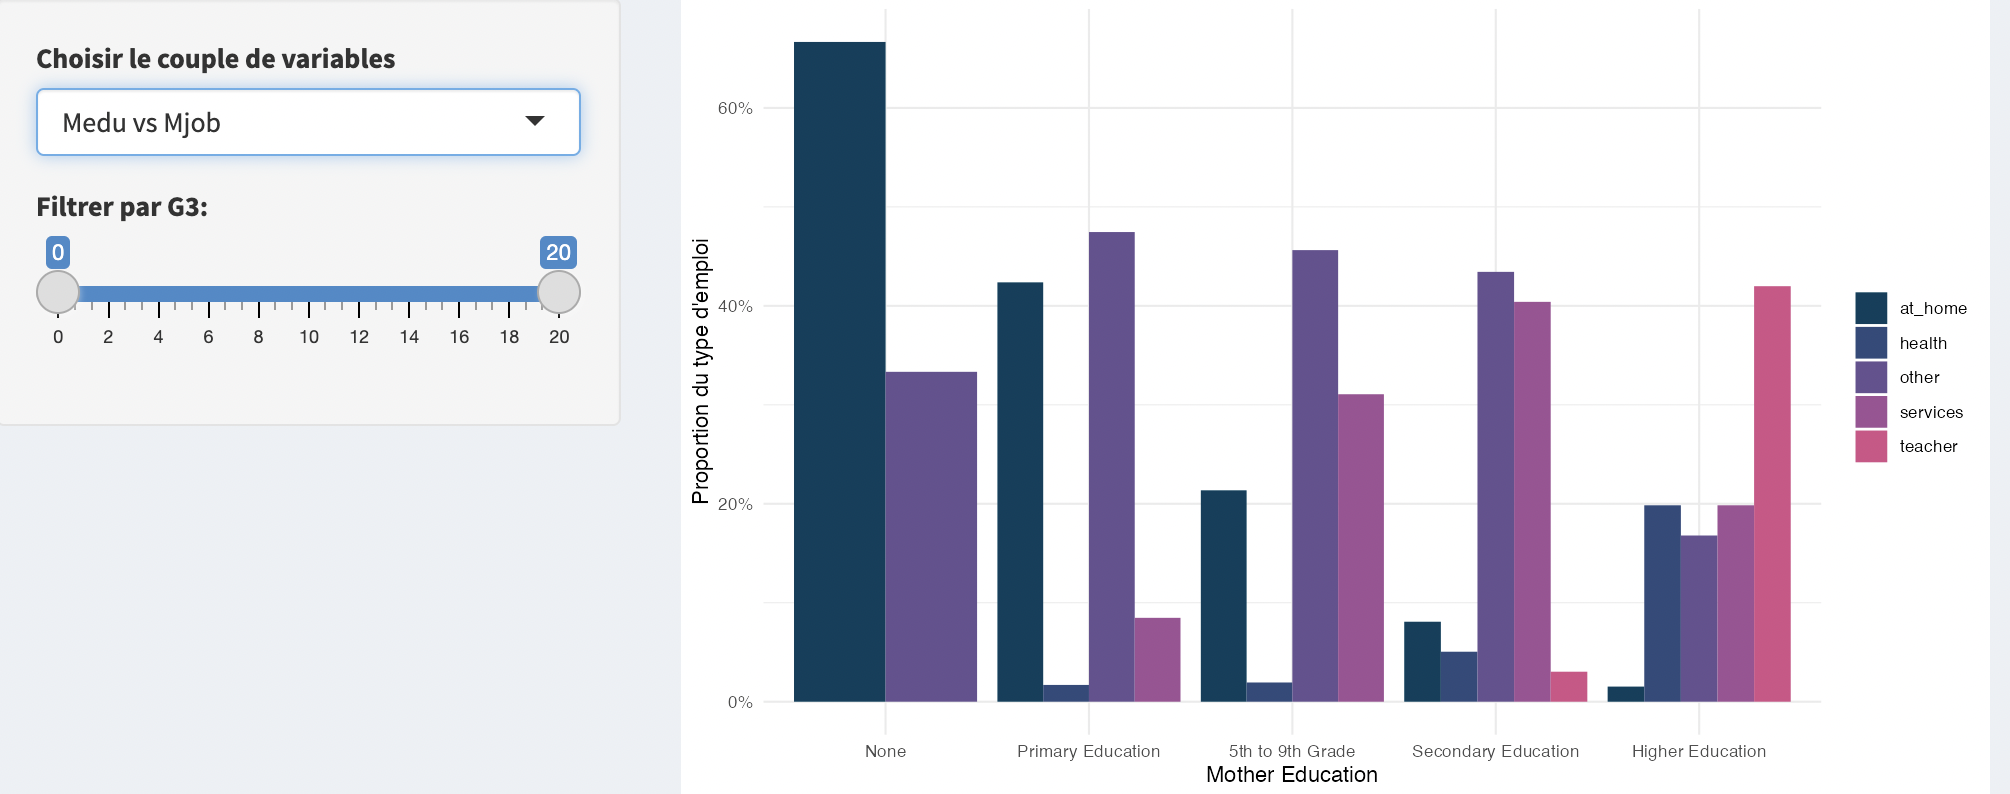 Choisir le couple de variables
Medu vs Mjob
Filtrer par G3:
0 20
0 2 4 6 8 10 12 14 16 18 20
Proportion du type d'emploi
60%
40%
20%
0%
None Primary Education 5th to 9th Grade Secondary Education Higher Education
Mother Education
at_home
health
other
services
teacher